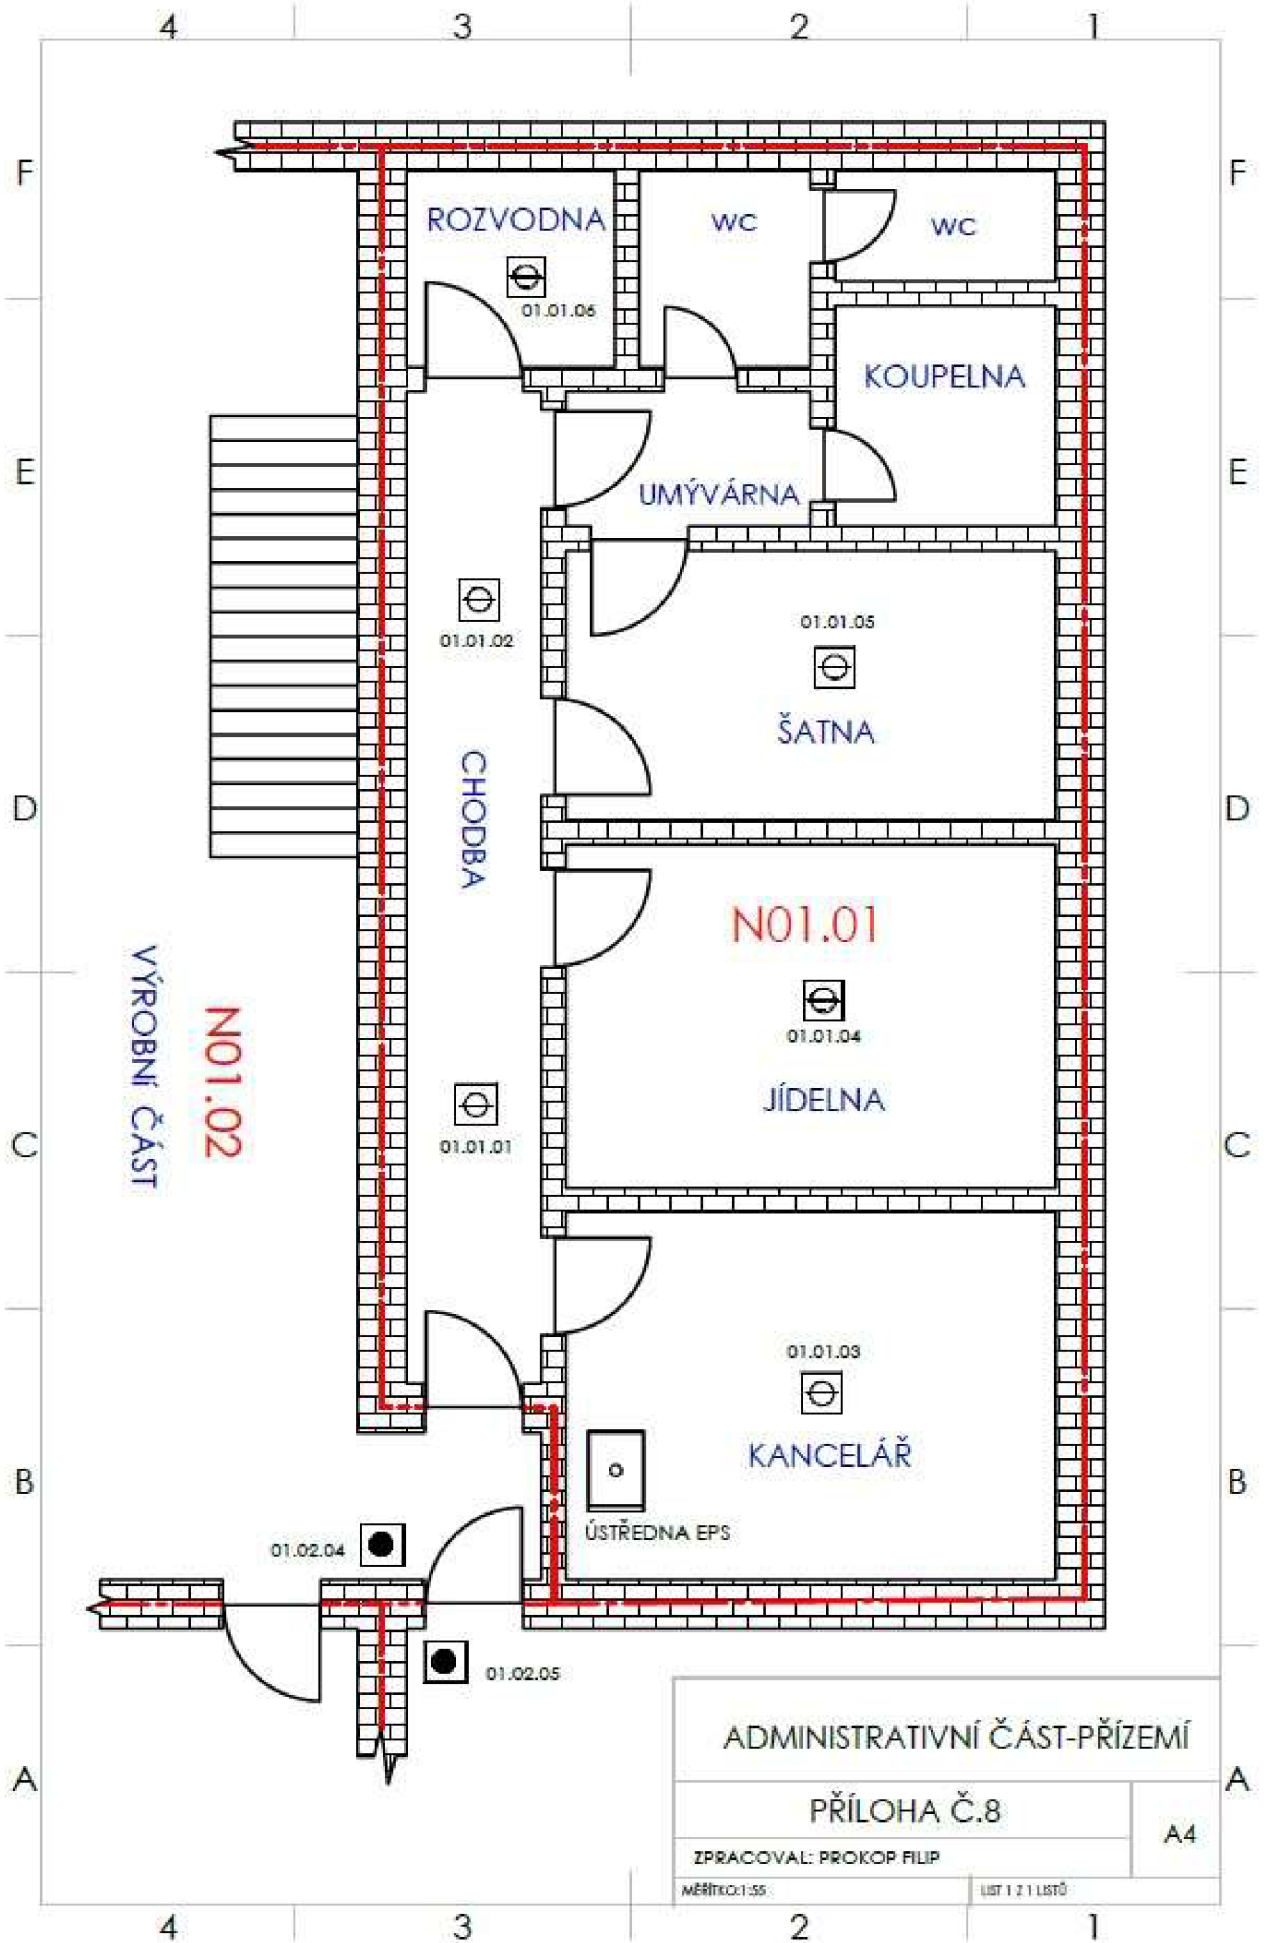 4 3 2 1
F F
ROZVODNA WC WC
01.01.06
KOUPELNA
E E
UMÝVÁRNA
01.01.02
01.01.05
ŠATNA
CHODBA
D D
N01.01
VÝROBNÍ ČÁST
N01.02
01.01.04
JÍDELNA
01.01.01
C C
01.01.03
KANCELÁŘ
B B
ÚSTŘEDNA EPS
01.02.04
01.02.05
ADMINISTRATIVNÍ ČÁST-PŘÍZEMÍ
A A
PŘÍLOHA Č.8
A4
ZPRACOVAL: PROKOP FILIP
MĚŘÍTKO:1:55 LIST 1 Z 1 LISTŮ
4 3 2 1